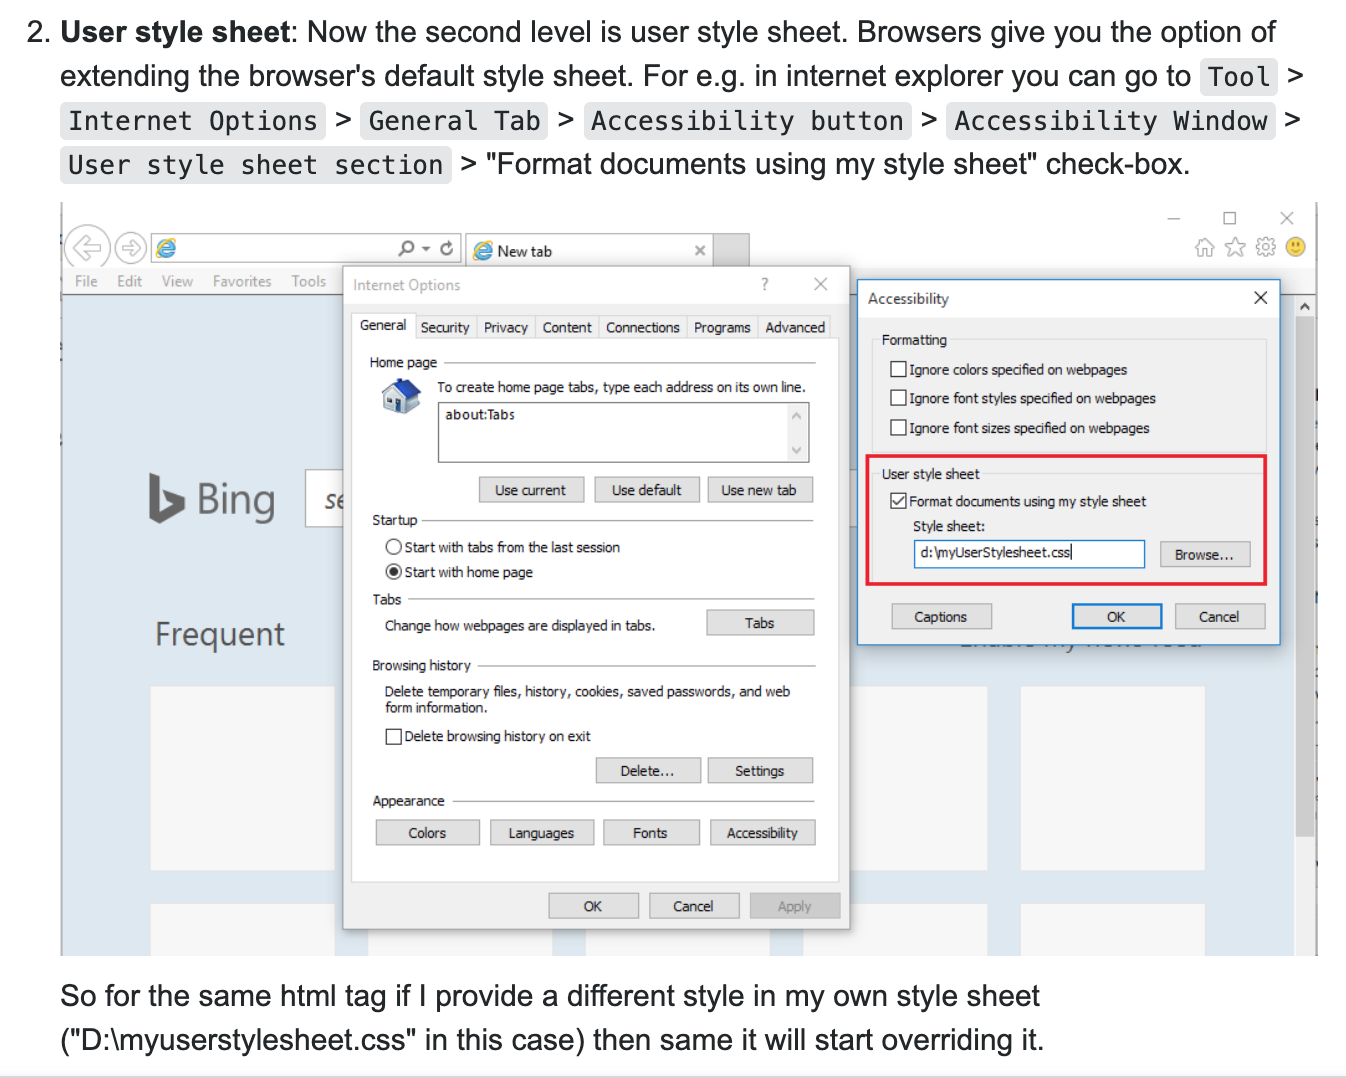 2. User style sheet: Now the second level is user style sheet. Browsers give you the option of
extending the browser's default style sheet. For e.g. in internet explorer you can go to Tool >
Internet Options > General Tab > Accessibility button > Accessibility Window >
User style sheet section > "Format documents using my style sheet" check-box.
New tab
File Edit View Favorites Tools
Internet Options ?
General Security Privacy Content Connections Programs Advanced
Home page
To create home page tabs, type each address on its own line.
about:Tabs
Use current Use default Use new tab
Startup
Start with tabs from the last session
Start with home page
Tabs
Change how webpages are displayed in tabs. Tabs
Browsing history
Delete temporary files, history, cookies, saved passwords, and web
form information.
Delete browsing history on exit
Delete... Settings
Appearance
Colors Languages Fonts Accessibility
OK Cancel Apply
Accessibility
Formatting
Ignore colors specified on webpages
Ignore font styles specified on webpages
Ignore font sizes specified on webpages
User style sheet
Format documents using my style sheet
Style sheet:
d:\myUserStylesheet.css Browse...
Captions OK Cancel
Bing
se
Frequent
So for the same html tag if I provide a different style in my own style sheet
("D:\myuserstylesheet.css" in this case) then same it will start overriding it.